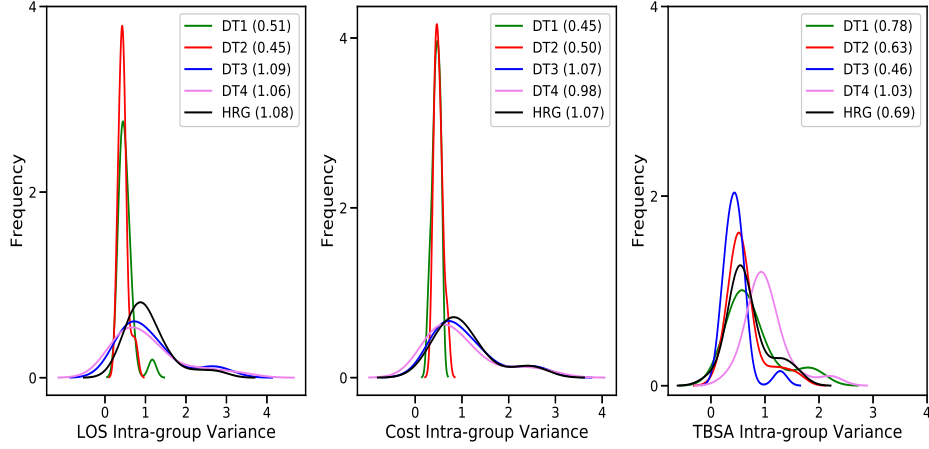 4
2
0
Frequency
0
1
2
3
4
LOS Intra-group Variance
DT1 (0.51)
DT2 (0.45)
DT3 (1.09)
DT4 (1.06)
HRG (1.08)
4
2
0
Frequency
0
1
2
3
4
Cost Intra-group Variance
DT1 (0.45)
DT2 (0.50)
DT3 (1.07)
DT4 (0.98)
HRG (1.07)
4
2
0
Frequency
0
1
2
3
4
TBSA Intra-group Variance
DT1 (0.78)
DT2 (0.63)
DT3 (0.46)
DT4 (1.03)
HRG (0.69)